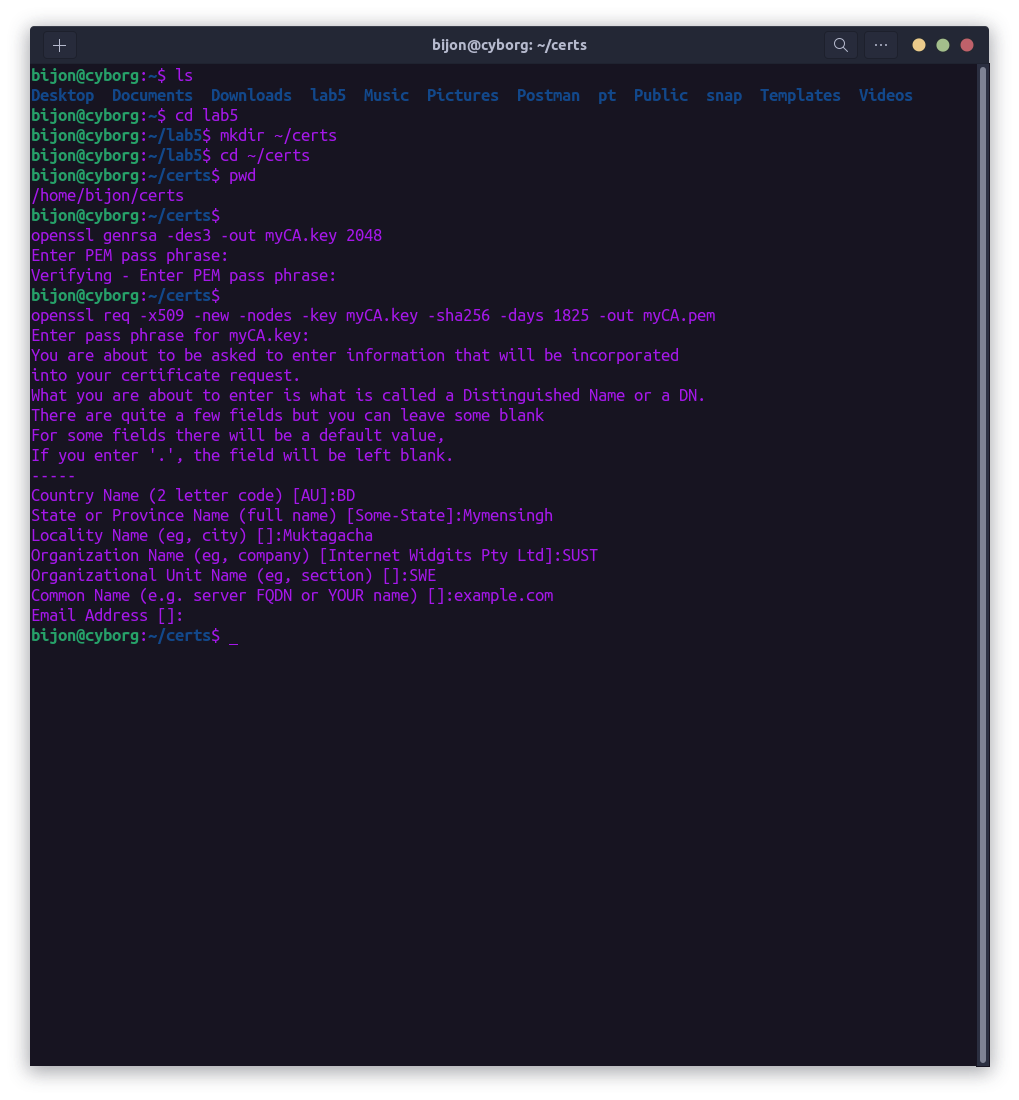 bijon@cyborg: ~/certs
bijon@cyborg:~$ ls
Desktop  Documents  Downloads  lab5  Music  Pictures  Postman  pt  Public  snap  Templates  Videos
bijon@cyborg:~$ cd lab5
bijon@cyborg:~/lab5$ mkdir ~/certs
bijon@cyborg:~/lab5$ cd ~/certs
bijon@cyborg:~/certs$ pwd
/home/bijon/certs
bijon@cyborg:~/certs$
openssl genrsa -des3 -out myCA.key 2048
Enter PEM pass phrase:
Verifying - Enter PEM pass phrase:
bijon@cyborg:~/certs$
openssl req -x509 -new -nodes -key myCA.key -sha256 -days 1825 -out myCA.pem
Enter pass phrase for myCA.key:
You are about to be asked to enter information that will be incorporated
into your certificate request.
What you are about to enter is what is called a Distinguished Name or a DN.
There are quite a few fields but you can leave some blank
For some fields there will be a default value,
If you enter '.', the field will be left blank.
-----
Country Name (2 letter code) [AU]:BD
State or Province Name (full name) [Some-State]:Mymensingh
Locality Name (eg, city) []:Muktagacha
Organization Name (eg, company) [Internet Widgits Pty Ltd]:SUST
Organizational Unit Name (eg, section) []:SWE
Common Name (e.g. server FQDN or YOUR name) []:example.com
Email Address []:
bijon@cyborg:~/certs$ _